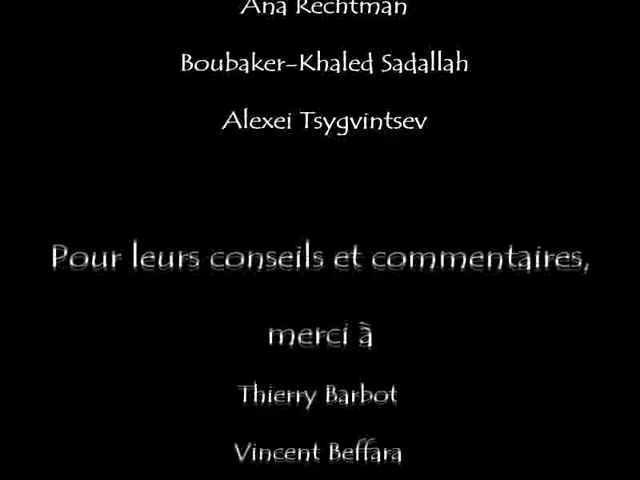 Ana Rechtman
Boubaker-Khaled Sadallah
Alexei Tsygvintsev
Pour leurs conseils et commentaires,
merci à
Thierry Barbot
Vincent Beffara